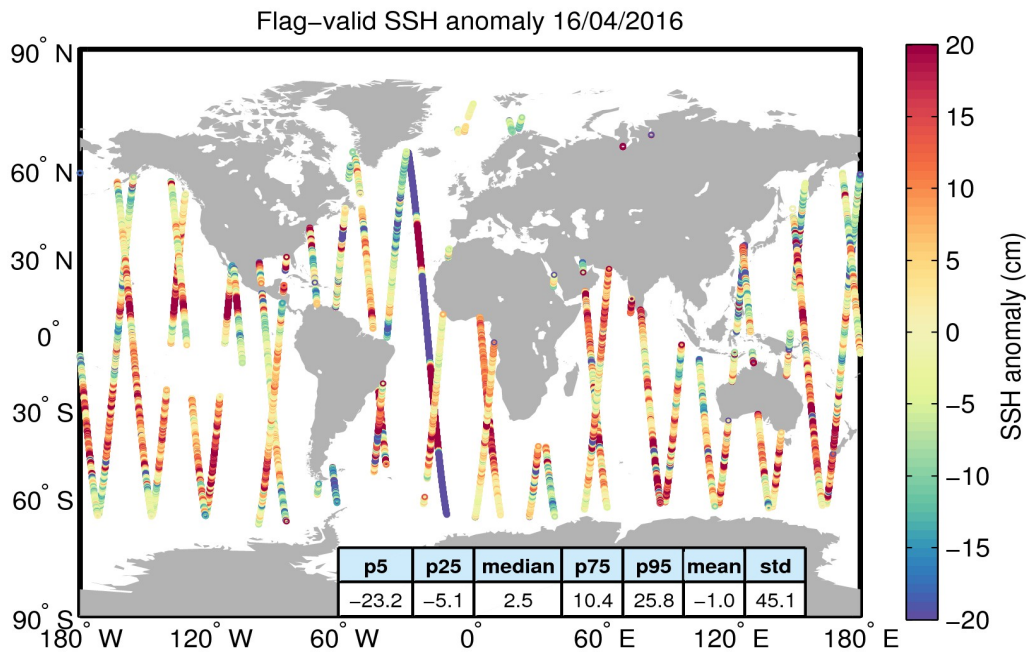 Flag−valid SSH anomaly 16/04/2016
90° N
60° N
30° N
0°
30° S
60° S
90° S
180° W
120° W
60° W
0°
60° E
120° E
180° E
p5 p25 median p75 p95 mean std
−23.2 −5.1 2.5 10.4 25.8 −1.0 45.1
20
15
10
5
0
−5
−10
−15
−20
SSH anomaly (cm)